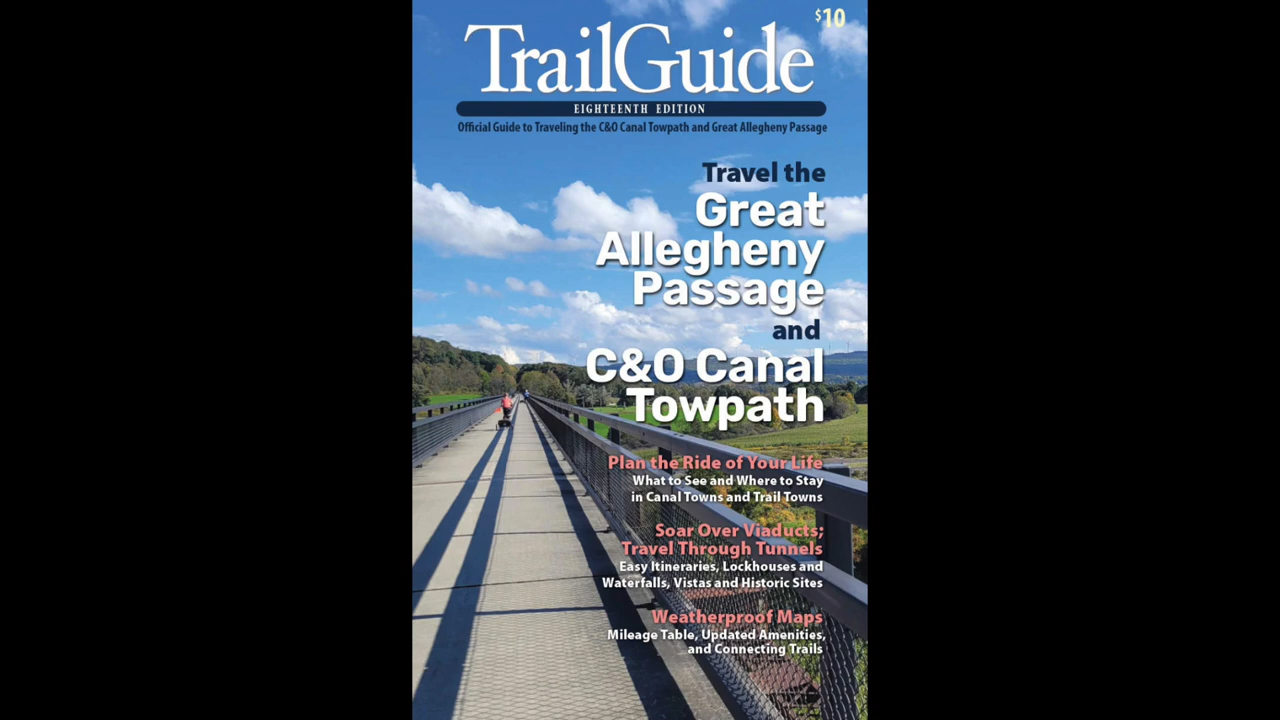 $10
TrailGuide
EIGHTEENTH EDITION
Official Guide to Traveling the C&O Canal Towpath and Great Allegheny Passage
Travel the
Great
Allegheny
Passage
and
C&O Canal
Towpath
Plan the Ride of Your Life
What to See and Where to Stay
in Canal Towns and Trail Towns
Soar Over Viaducts;
Travel Through Tunnels
Easy Itineraries, Lockhouses and
Waterfalls, Vistas and Historic Sites
Weatherproof Maps
Mileage Table, Updated Amenities,
and Connecting Trails